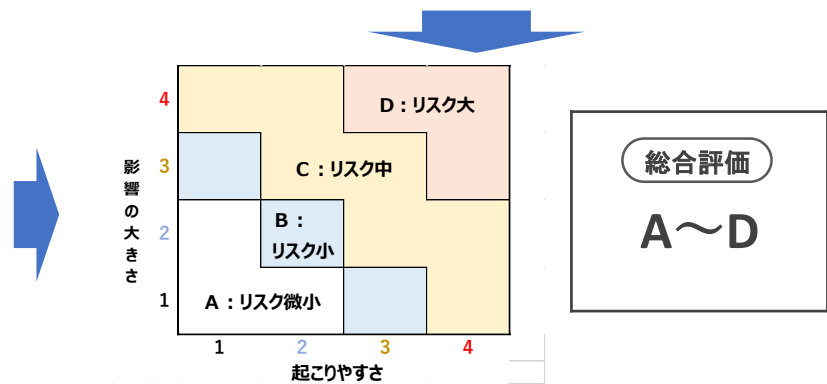 4
D：リスク大
影響の大きさ
3
C：リスク中
2
B：
リスク小
1
A：リスク微小
1 2 3 4
起こりやすさ
総合評価
A～D